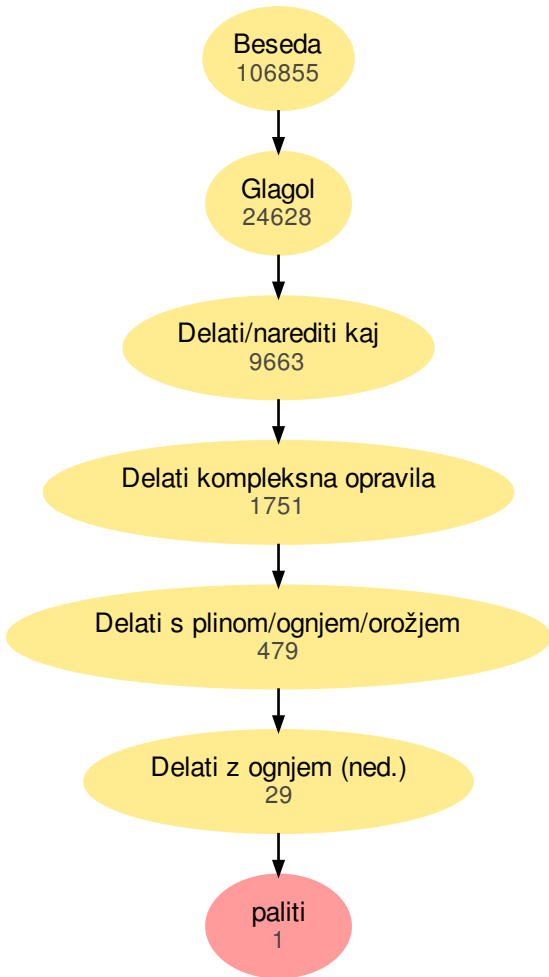 Beseda
106855
Glagol
24628
Delati/narediti kaj
9663
Delati kompleksna opravila
1751
Delati s plinom/ognjem/orožjem
479
Delati z ognjem (ned.)
29
paliti
1